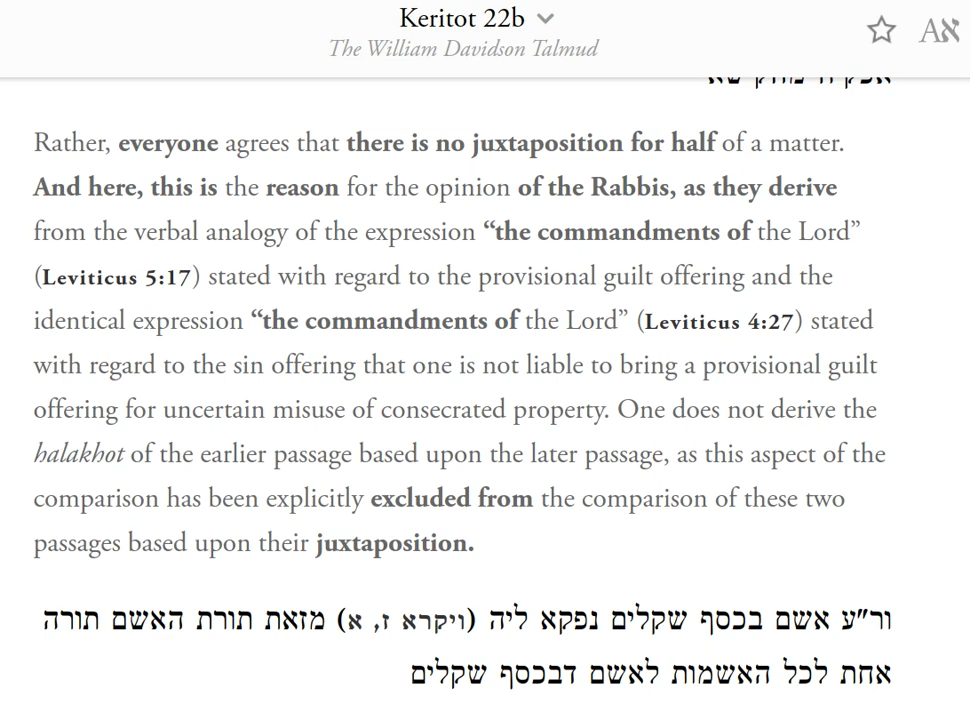 Keritot 22b
The William Davidson Talmud
Aא
Rather, everyone agrees that there is no juxtaposition for half of a matter.
And here, this is the reason for the opinion of the Rabbis, as they derive
from the verbal analogy of the expression “the commandments of the Lord”
(Leviticus 5:17) stated with regard to the provisional guilt offering and the
identical expression “the commandments of the Lord” (Leviticus 4:27) stated
with regard to the sin offering that one is not liable to bring a provisional guilt
offering for uncertain misuse of consecrated property. One does not derive the
halakhot of the earlier passage based upon the later passage, as this aspect of the
comparison has been explicitly excluded from the comparison of these two
passages based upon their juxtaposition.
ור"ע אשם בכסף שקלים נפקא ליה (ויקרא ז, א) מזאת תורת האשם תורה
אחת לכל האשמות לאשם דבכסף שקלים